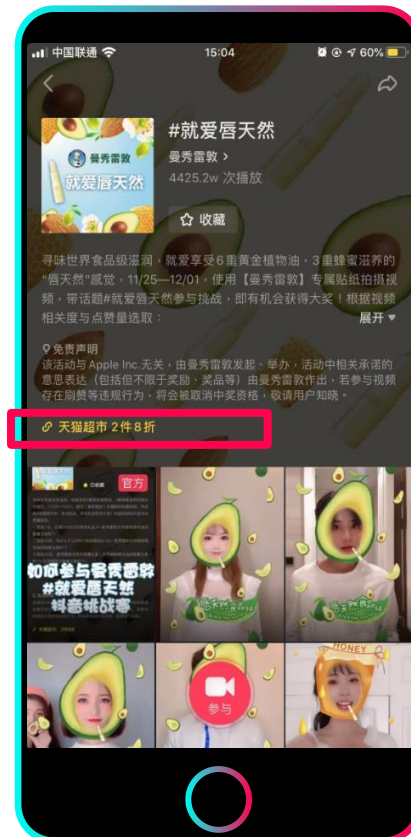 中国联通
15:04
60%
#就爱唇天然
曼秀雷敦 >
4425.2w 次播放
曼秀雷敦
就爱唇天然
收藏
寻味世界食品级滋润，就爱享受6重黄金植物油，3重蜂蜜滋养的
“唇天然”感觉，11/25—12/01，使用【曼秀雷敦】专属贴纸拍摄视
频，带话题#就爱唇天然参与挑战，即有机会获得大奖！根据视频
相关度与点赞量选取：
展开
免责声明
该活动与 Apple Inc.无关，由曼秀雷敦发起、举办，活动中相关承诺的
意思表达（包括但不限于奖励、奖品等）由曼秀雷敦作出，若参与视频
存在刷赞等违规行为，将会被取消中奖资格，敬请用户知晓。
天猫超市 2件8折
官方
如何参与曼秀雷敦
#就爱唇天然
抖音挑战赛
HONEY
参与